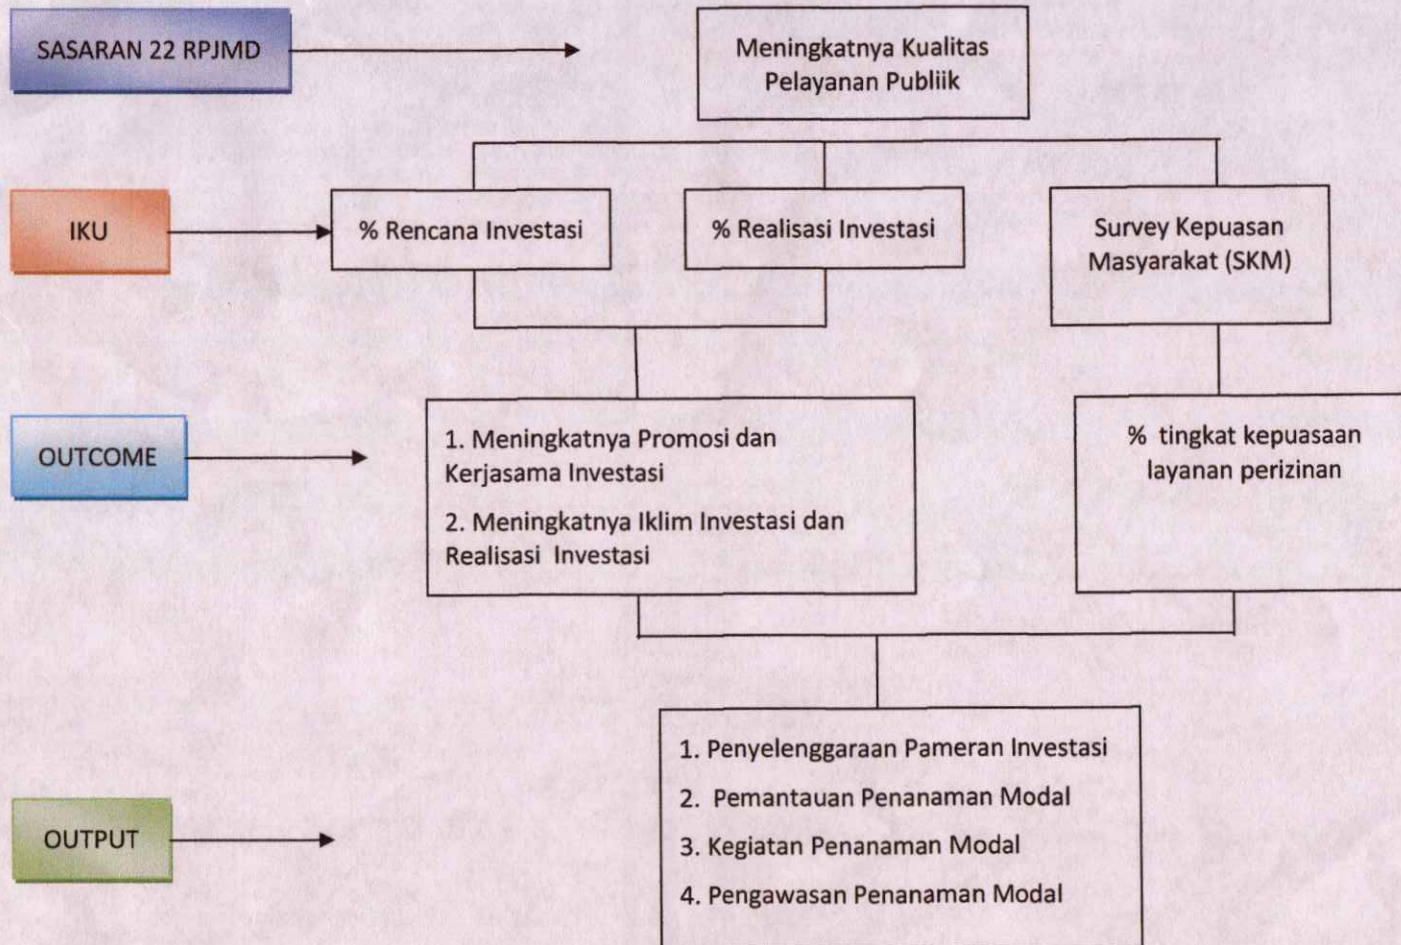 SASARAN 22 RPJMD
Meningkatnya Kualitas
Pelayanan Publiik
IKU
% Rencana Investasi
% Realisasi Investasi
Survey Kepuasan
Masyarakat (SKM)
OUTCOME
1. Meningkatnya Promosi dan
Kerjasama Investasi
2. Meningkatnya Iklim Investasi dan
Realisasi Investasi
% tingkat kepuasaan
layanan perizinan
OUTPUT
1. Penyelenggaraan Pameran Investasi
2. Pemantauan Penanaman Modal
3. Kegiatan Penanaman Modal
4. Pengawasan Penanaman Modal